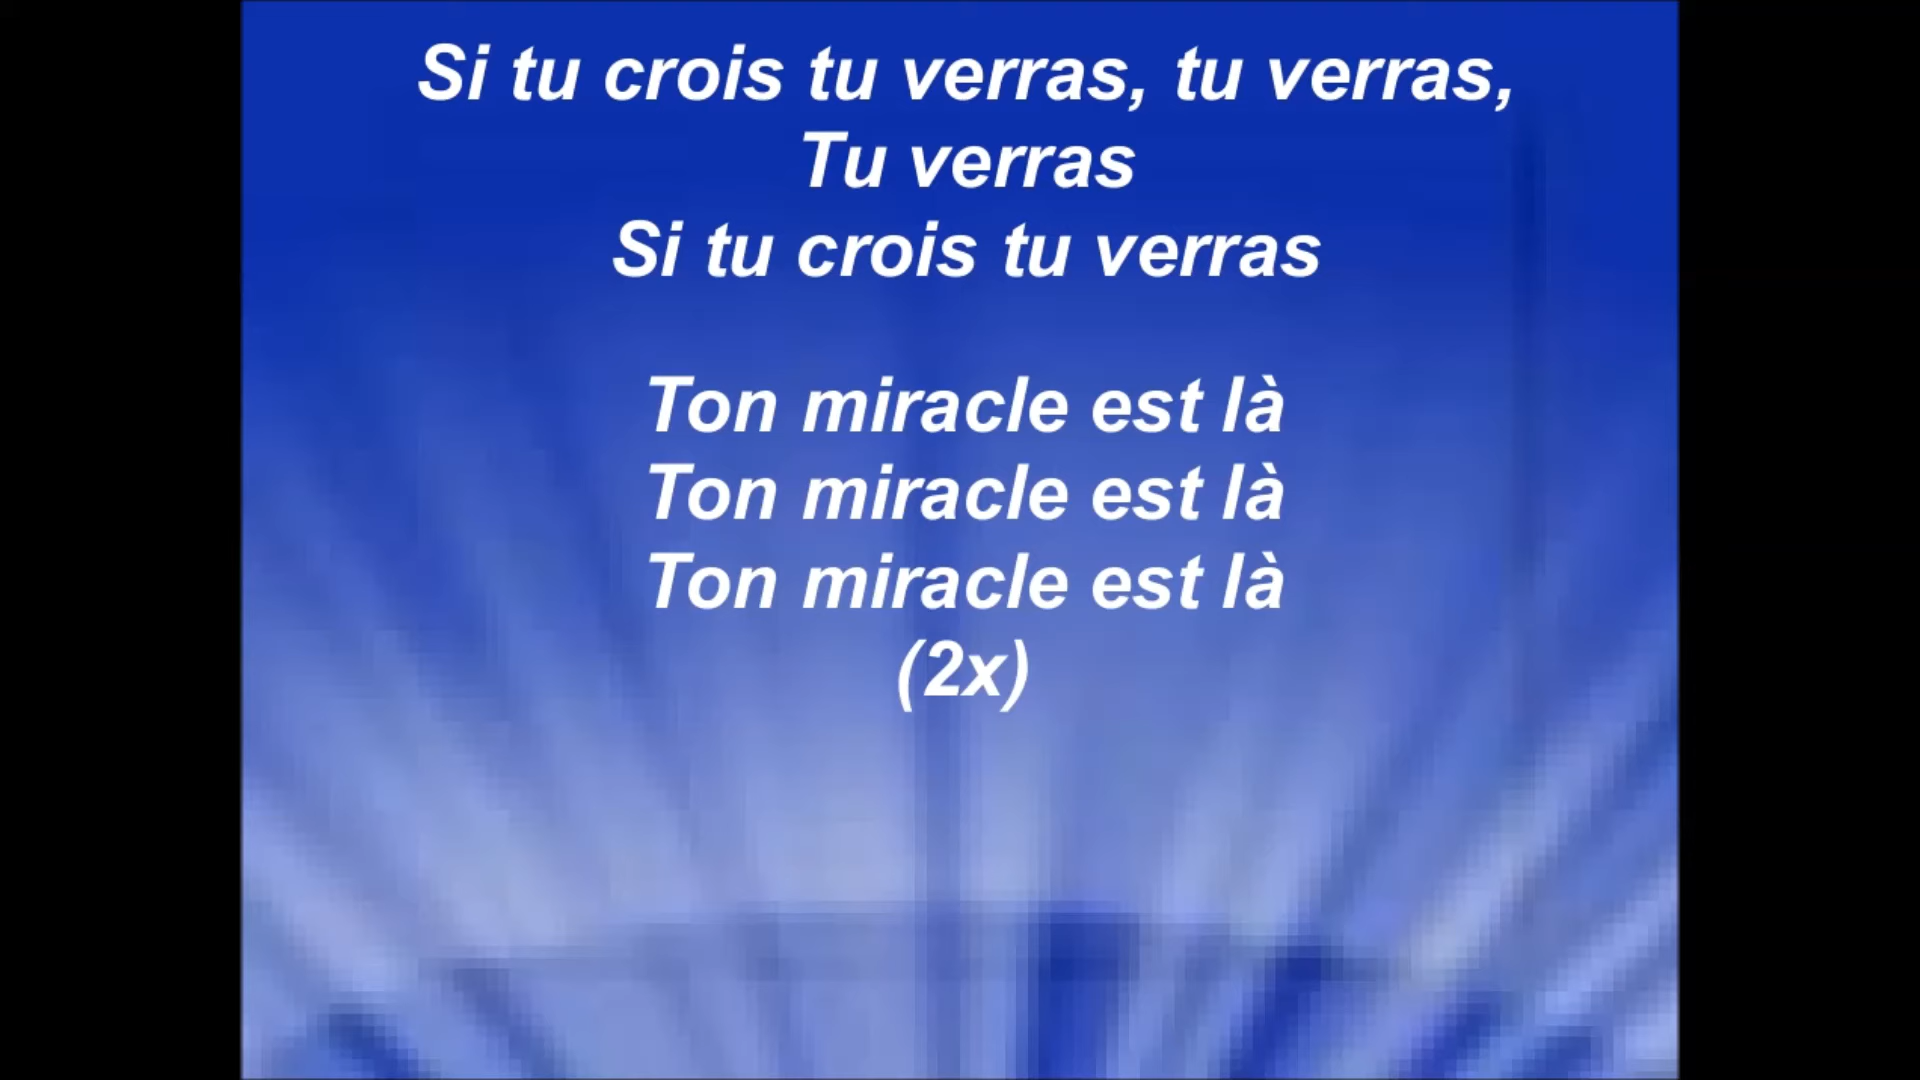 Si tu crois tu verras, tu verras,
Tu verras
Si tu crois tu verras
Ton miracle est là
Ton miracle est là
Ton miracle est là
(2x)